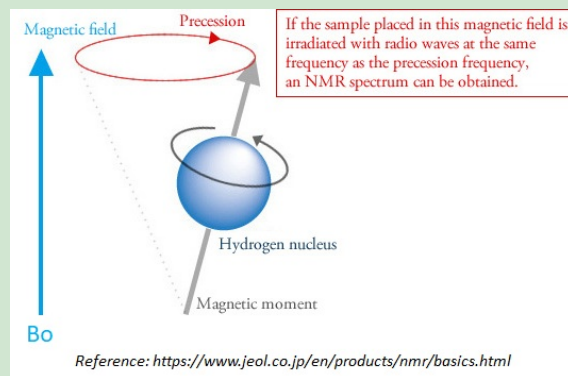 Precession
Magnetic field
If the sample placed in this magnetic field is
irradiated with radio waves at the same
frequency as the precession frequency,
an NMR spectrum can be obtained.
Hydrogen nucleus
Magnetic moment
Bo
Reference: https://www.jeol.co.jp/en/products/nmr/basics.html